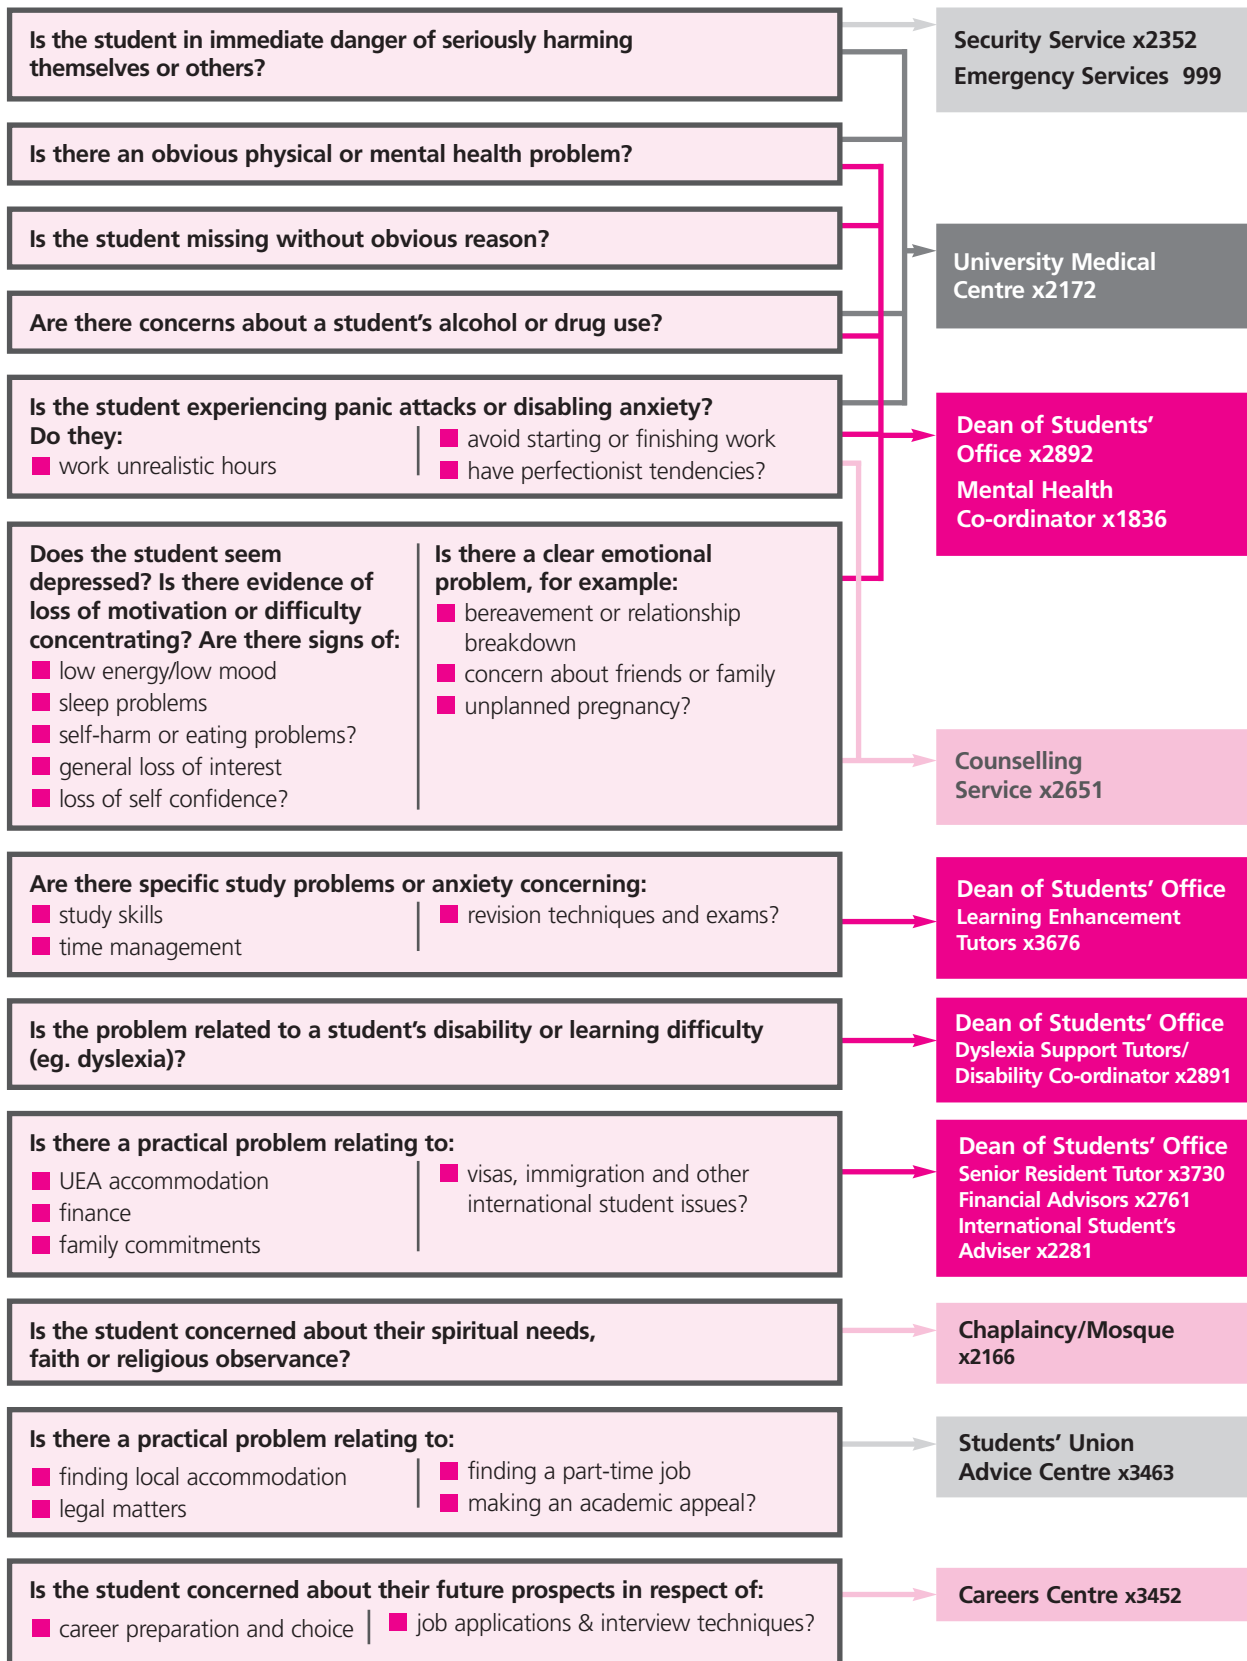 Is the student in immediate danger of seriously harming
themselves or others?
Security Service x2352
Emergency Services 999
Is there an obvious physical or mental health problem?
Is the student missing without obvious reason?
University Medical
Centre x2172
Are there concerns about a student's alcohol or drug use?
Is the student experiencing panic attacks or disabling anxiety?
Do they:
work unrealistic hours
avoid starting or finishing work
have perfectionist tendencies?
Dean of Students'
Office x2892
Mental Health
Co-ordinator x1836
Does the student seem
depressed? Is there evidence of
loss of motivation or difficulty
concentrating? Are there signs of:
low energy/low mood
sleep problems
self-harm or eating problems?
general loss of interest
loss of self confidence?
Is there a clear emotional
problem, for example:
bereavement or relationship
breakdown
concern about friends or family
unplanned pregnancy?
Counselling
Service x2651
Are there specific study problems or anxiety concerning:
study skills
time management
revision techniques and exams?
Dean of Students' Office
Learning Enhancement
Tutors x3676
Is the problem related to a student's disability or learning difficulty
(eg. dyslexia)?
Dean of Students' Office
Dyslexia Support Tutors/
Disability Co-ordinator x2891
Is there a practical problem relating to:
UEA accommodation
finance
family commitments
visas, immigration and other
international student issues?
Dean of Students' Office
Senior Resident Tutor x3730
Financial Advisors x2761
International Student's
Adviser x2281
Is the student concerned about their spiritual needs,
faith or religious observance?
Chaplaincy/Mosque
x2166
Is there a practical problem relating to:
finding local accommodation
legal matters
finding a part-time job
making an academic appeal?
Students' Union
Advice Centre x3463
Is the student concerned about their future prospects in respect of:
career preparation and choice
job applications & interview techniques?
Careers Centre x3452